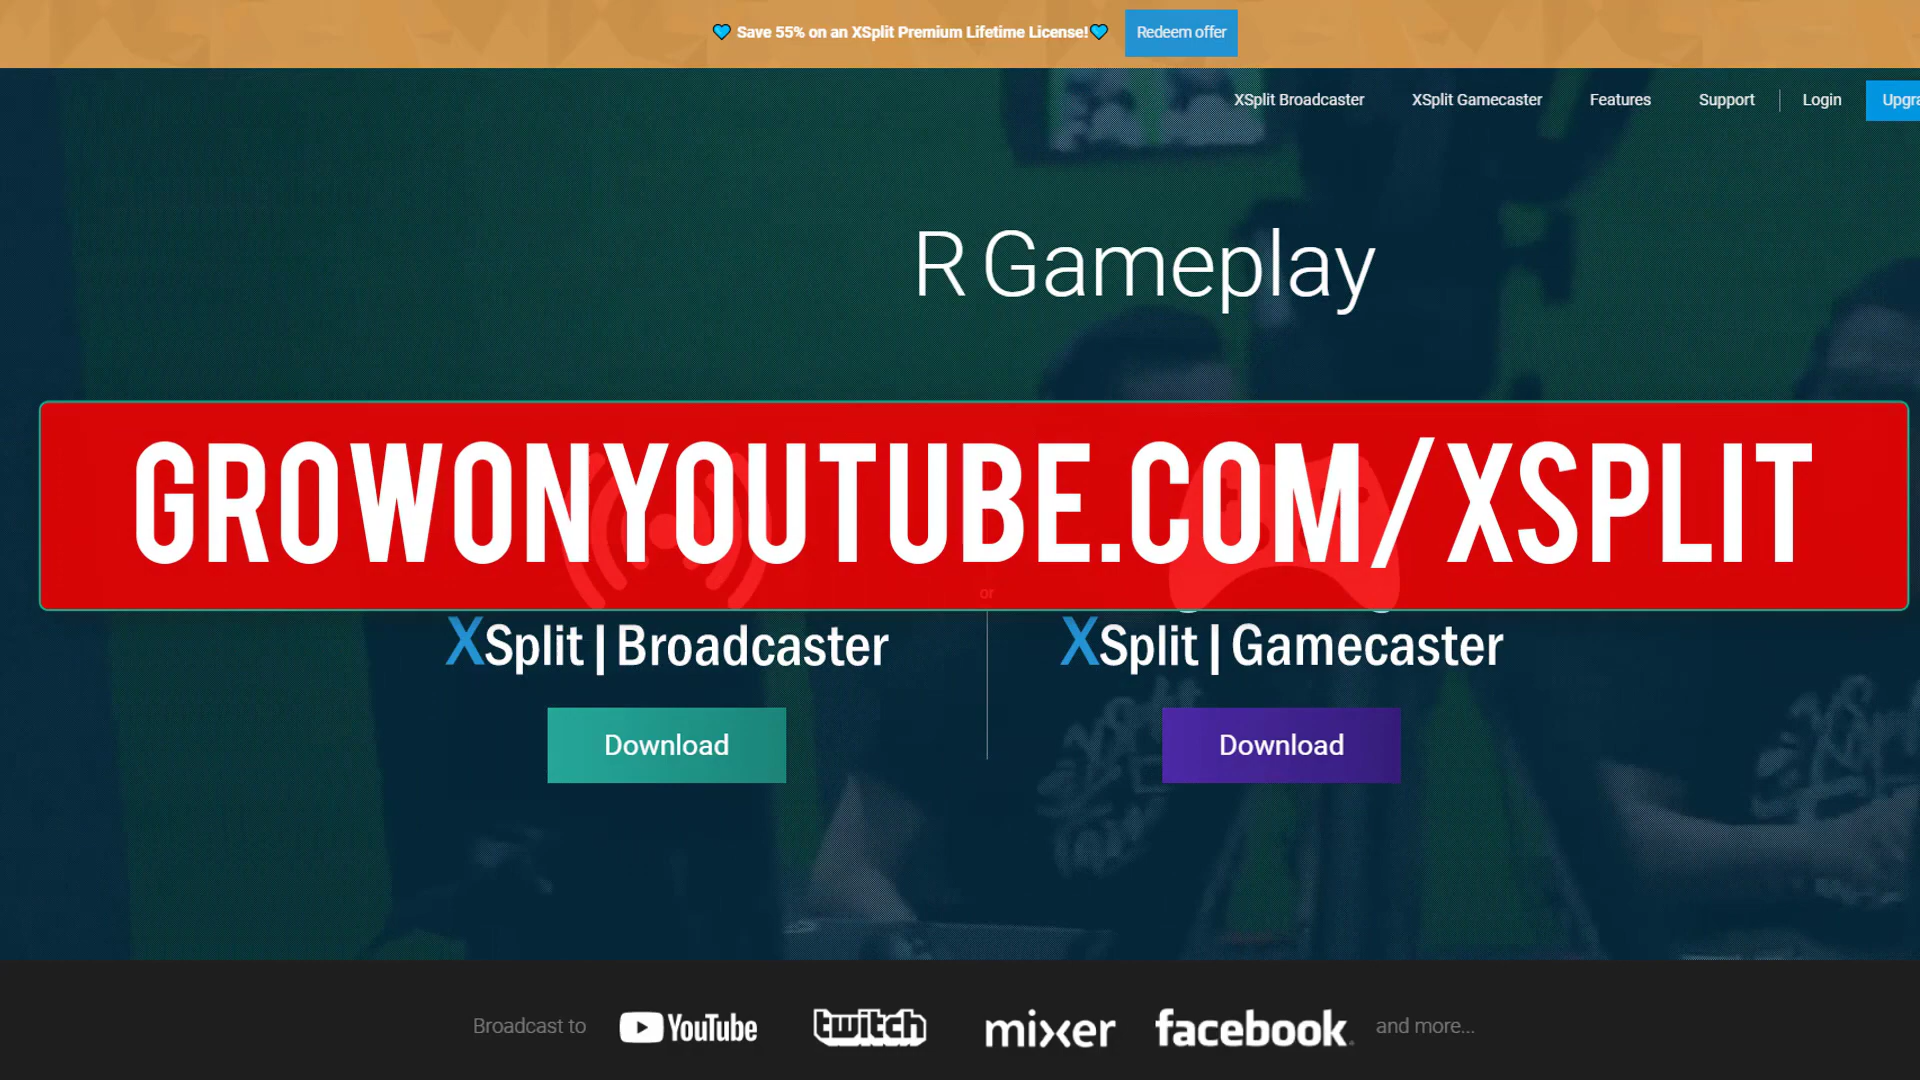 Save 55% on an XSplit Premium Lifetime License!
Redeem offer
XSplit Broadcaster
XSplit Gamecaster
Features
Support
Login
Upgra
R Gameplay
GROWONYOUTUBE.COM/XSPLIT
or
XSplit | Broadcaster
XSplit | Gamecaster
Download
Download
Broadcast to
YouTube
twitch
mixer
facebook
and more...